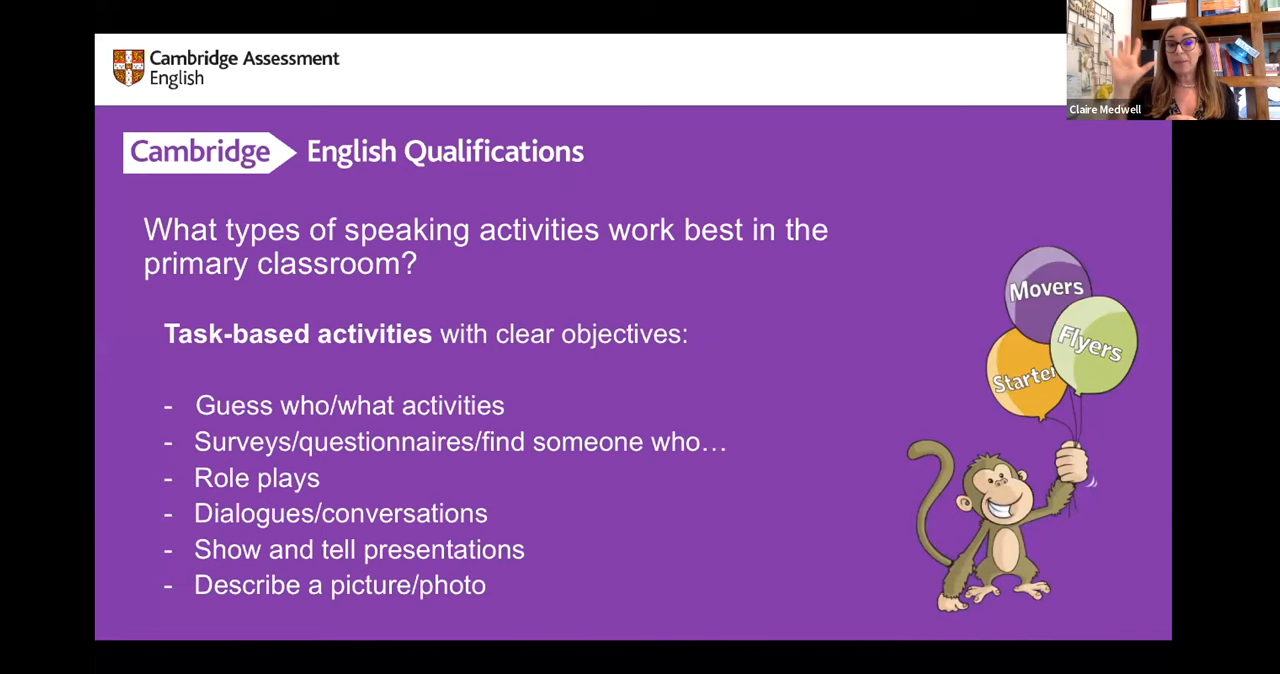 Cambridge Assessment
English
Claire Medwell
Cambridge English Qualifications
What types of speaking activities work best in the
primary classroom?
Task-based activities with clear objectives:
- Guess who/what activities
- Surveys/questionnaires/find someone who…
- Role plays
- Dialogues/conversations
- Show and tell presentations
- Describe a picture/photo
Movers
Flyers
Starter